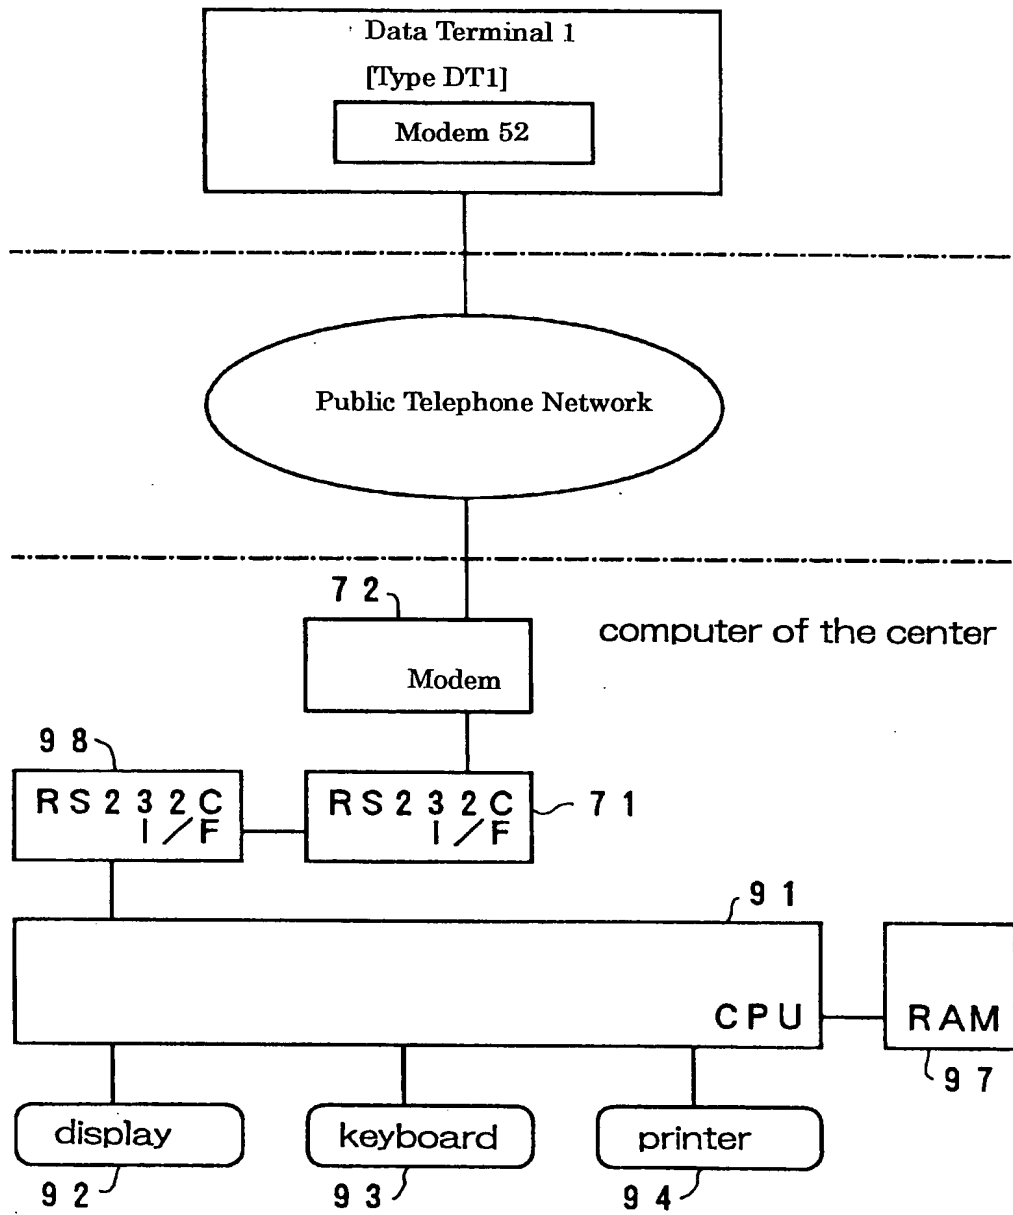 Data Terminal 1
[Type DT1]
Modem 52
Public Telephone Network
72
computer of the center
Modem
98
RS232C
I/F
RS232C
I/F
71
91
CPU
RAM
97
display
keyboard
printer
92
93
94